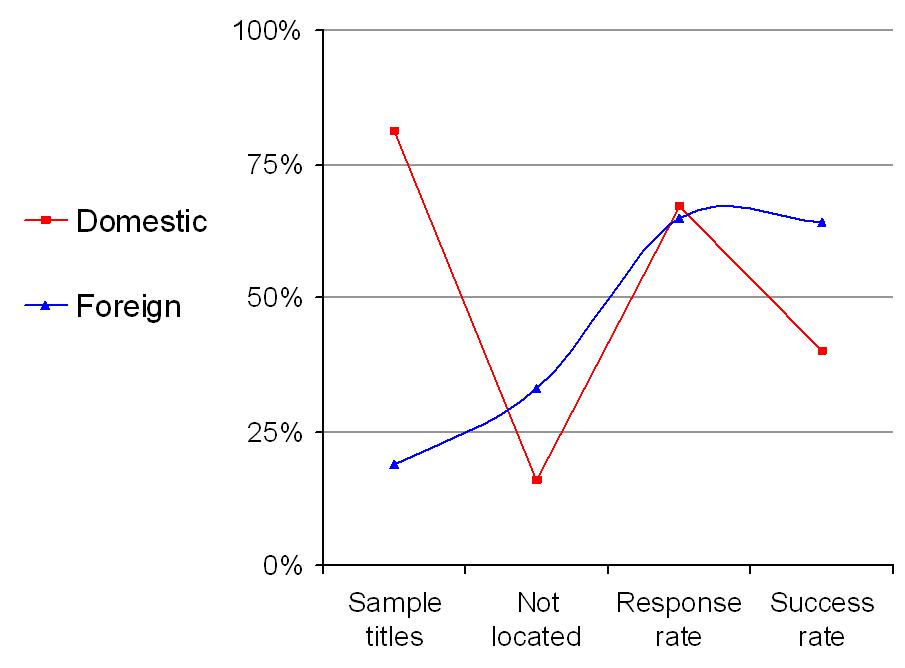 100%
75%
50%
25%
0%
Domestic
Foreign
Sample titles
Not located
Response rate
Success rate